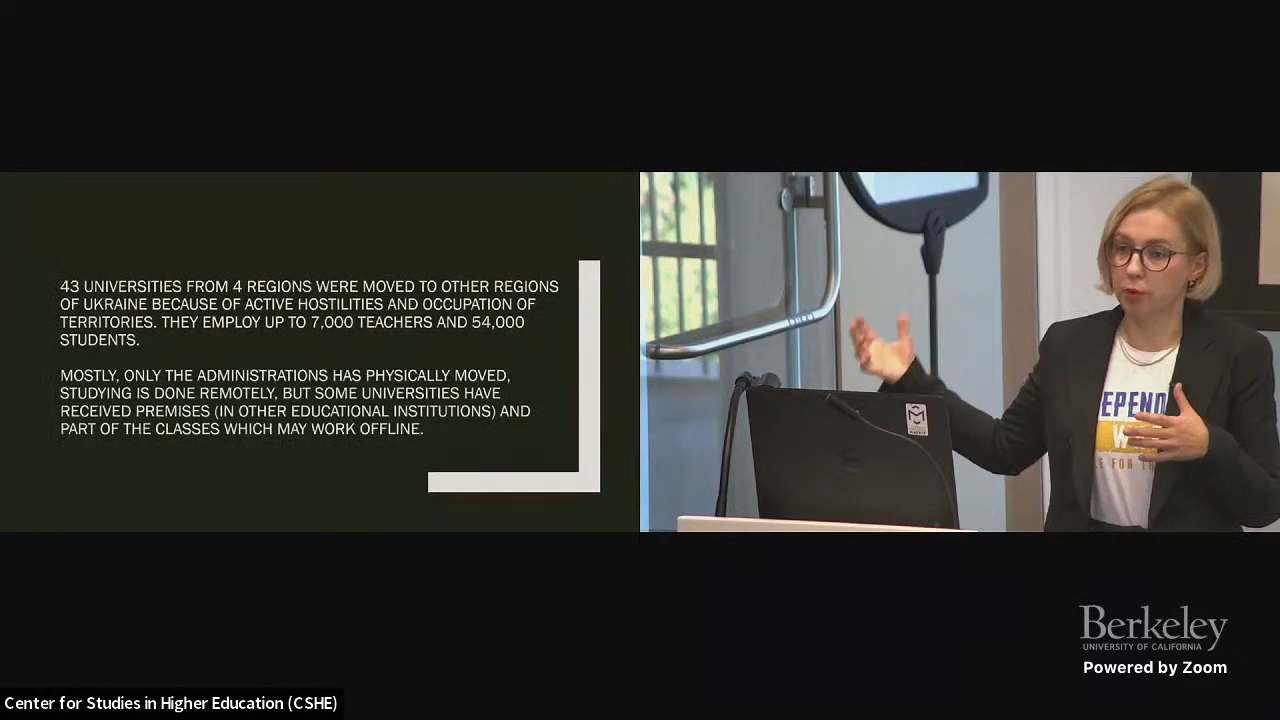 43 UNIVERSITIES FROM 4 REGIONS WERE MOVED TO OTHER REGIONS
OF UKRAINE BECAUSE OF ACTIVE HOSTILITIES AND OCCUPATION OF
TERRITORIES. THEY EMPLOY UP TO 7,000 TEACHERS AND 54,000
STUDENTS.
MOSTLY, ONLY THE ADMINISTRATIONS HAS PHYSICALLY MOVED,
STUDYING IS DONE REMOTELY, BUT SOME UNIVERSITIES HAVE
RECEIVED PREMISES (IN OTHER EDUCATIONAL INSTITUTIONS) AND
PART OF THE CLASSES WHICH MAY WORK OFFLINE.
EPEND
W
FOR
Berkeley
UNIVERSITY OF CALIFORNIA
Powered by Zoom
Center for Studies in Higher Education (CSHE)